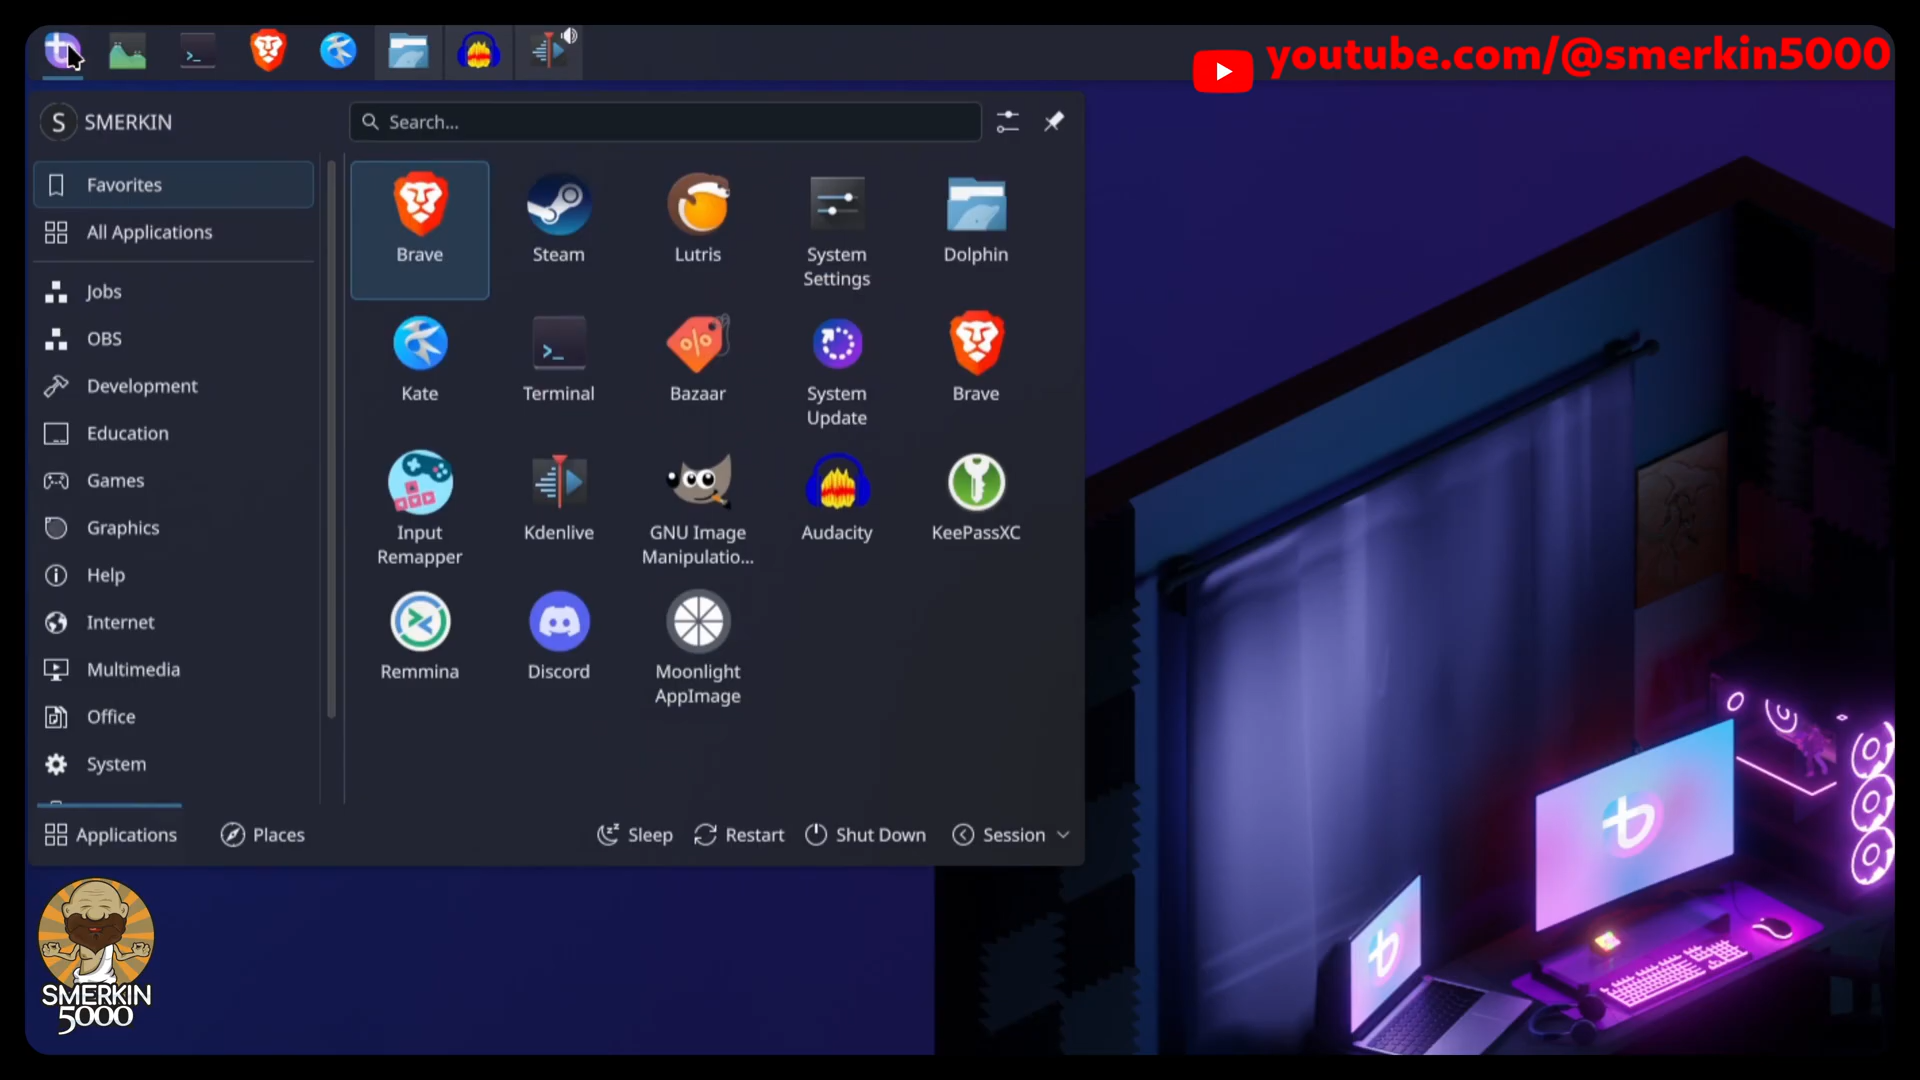 youtube.com/@smerkin5000
S SMERKIN
Search...
Favorites
All Applications
Jobs
OBS
Development
Education
Games
Graphics
Help
Internet
Multimedia
Office
System
Brave
Steam
Lutris
System
Settings
Dolphin
Kate
Terminal
Bazaar
System
Update
Brave
Input
Remapper
Kdenlive
GNU Image
Manipulatio...
Audacity
KeePassXC
Remmina
Discord
Moonlight
AppImage
Applications
Places
Sleep
Restart
Shut Down
Session
SMERKIN
5000